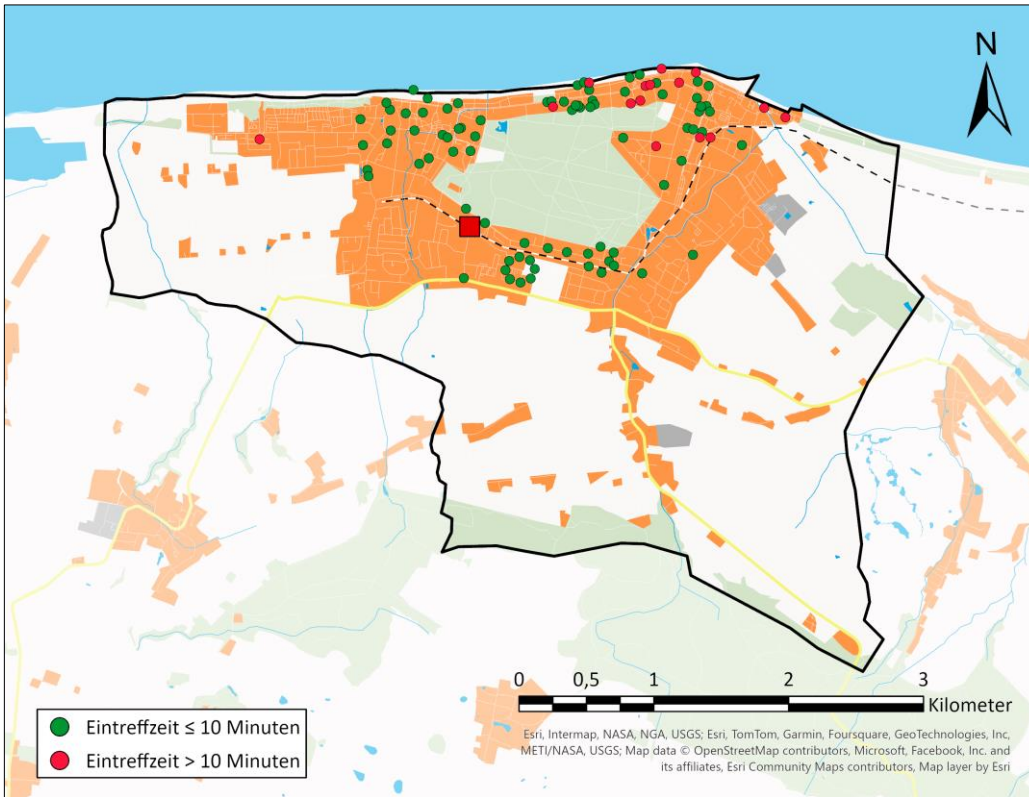 N
0 0,5 1 2 3
Kilometer
Eintreffzeit ≤ 10 Minuten
Eintreffzeit > 10 Minuten
Esri, Intermap, NASA, NGA, USGS; Esri, TomTom, Garmin, Foursquare, GeoTechnologies, Inc,
METI/NASA, USGS; Map data © OpenStreetMap contributors, Microsoft, Facebook, Inc. and
its affiliates, Esri Community Maps contributors, Map layer by Esri